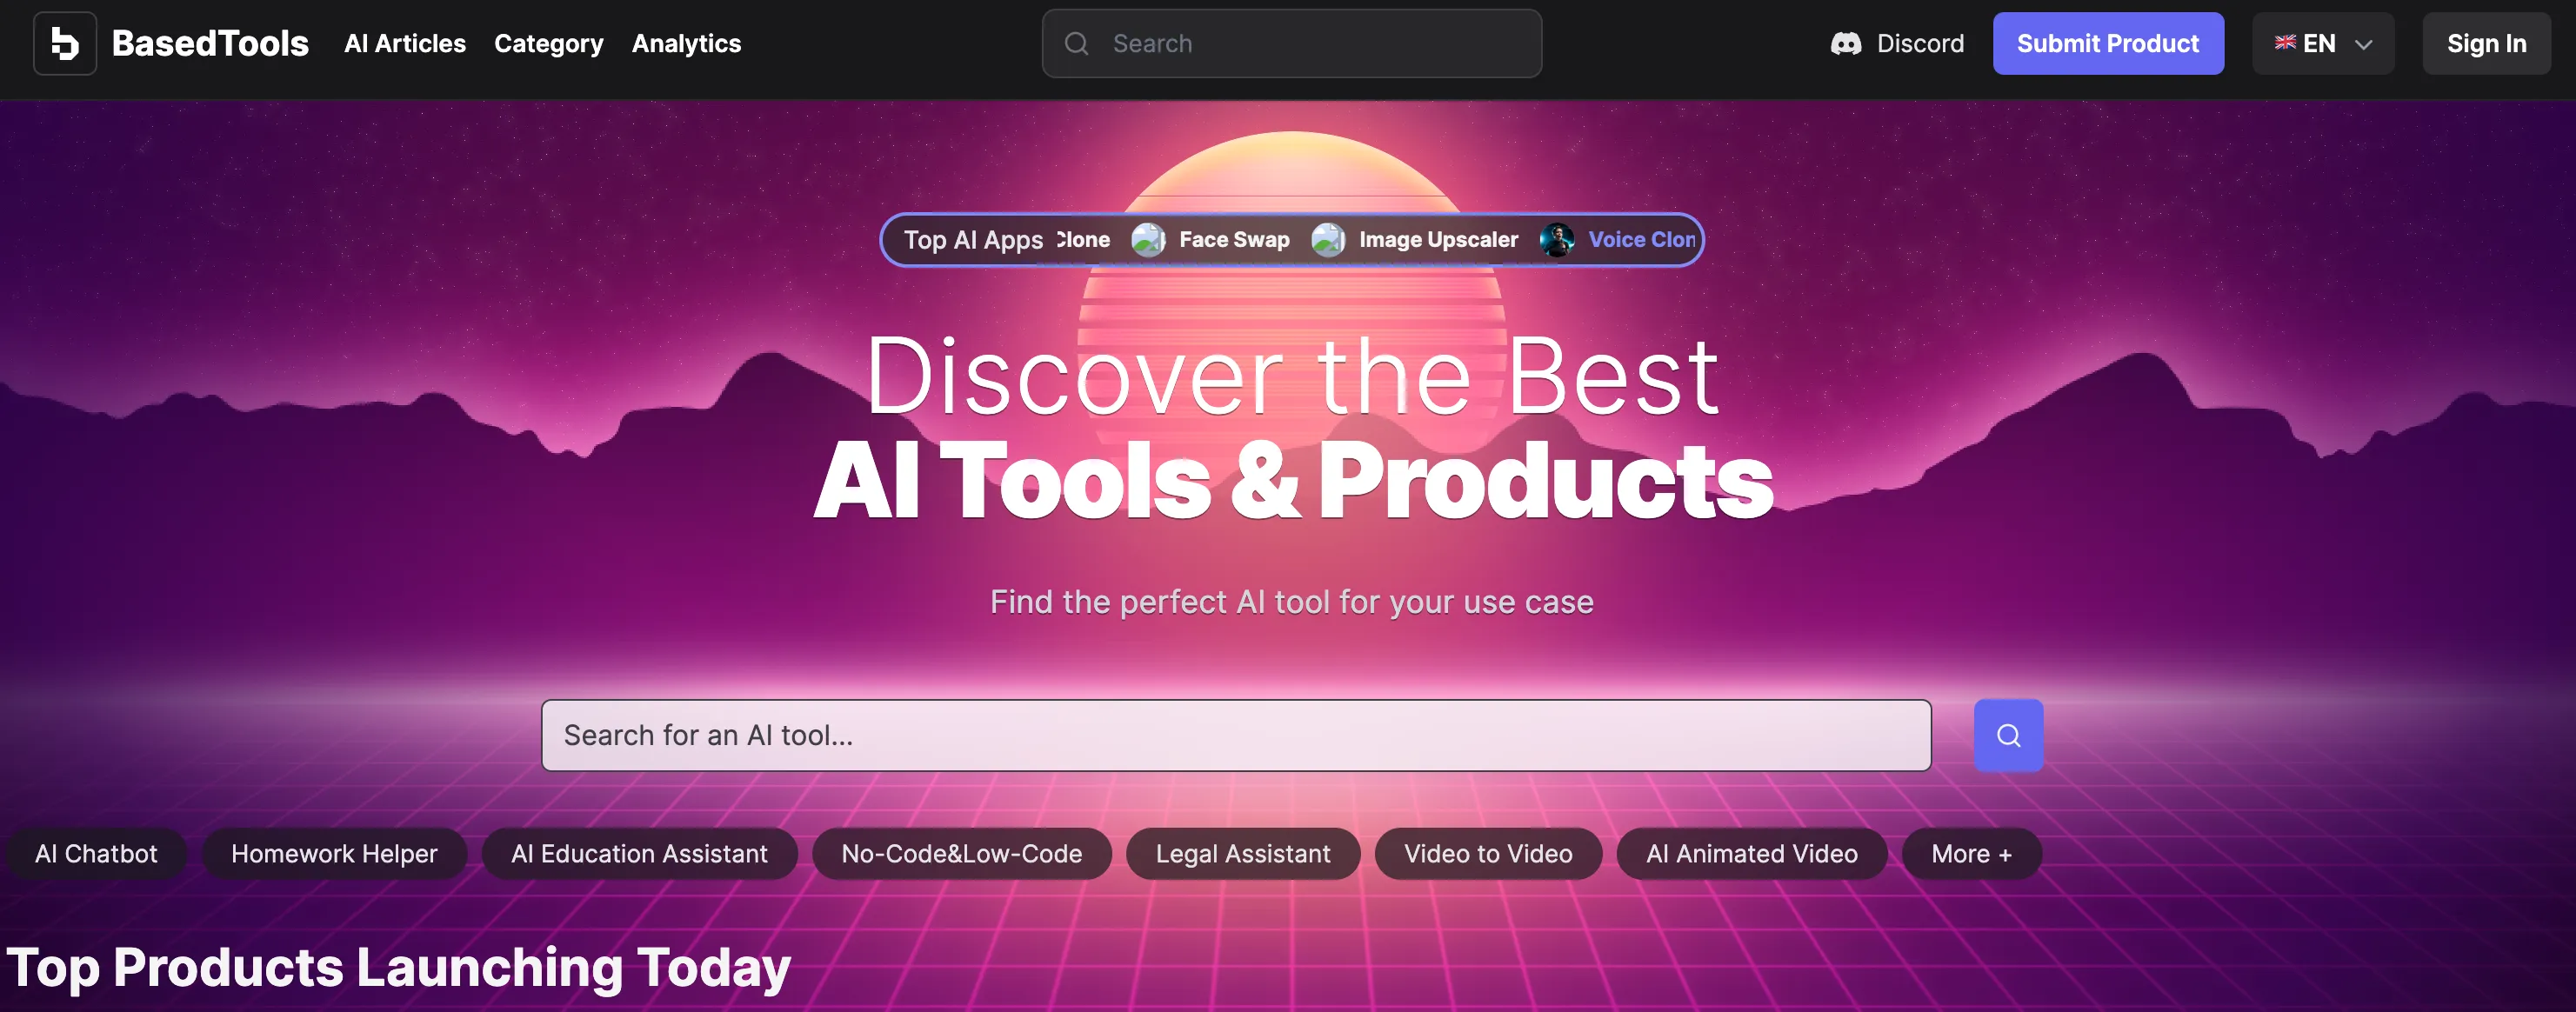 BasedTools AI Articles Category Analytics Search Discord Submit Product EN Sign In
Top AI Apps Clone Face Swap Image Upscaler Voice Clon
Discover the Best
AI Tools & Products
Find the perfect AI tool for your use case
Search for an AI tool...
AI Chatbot Homework Helper AI Education Assistant No-Code&Low-Code Legal Assistant Video to Video AI Animated Video More +
Top Products Launching Today